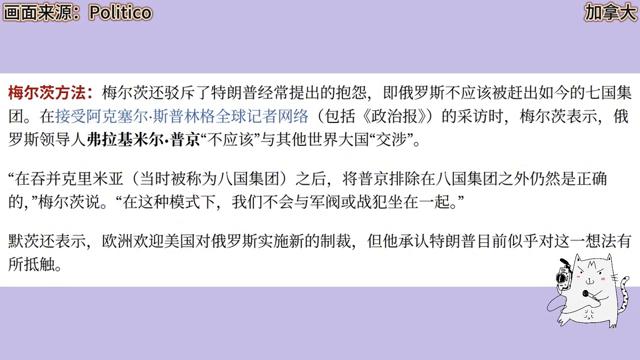 画面来源：Politico
加拿大
梅尔茨方法：梅尔茨还驳斥了特朗普经常提出的抱怨，即俄罗斯不应该被赶出如今的七国集
团。在接受阿克塞尔·斯普林格全球记者网络（包括《政治报》）的采访时，梅尔茨表示，俄
罗斯领导人弗拉基米尔·普京“不应该”与其他世界大国“交涉”。
“在吞并克里米亚（当时被称为八国集团）之后，将普京排除在八国集团之外仍然是正确
的，”梅尔茨说。“在这种模式下，我们不会与军阀或战犯坐在一起。”
默茨还表示，欧洲欢迎美国对俄罗斯实施新的制裁，但他承认特朗普目前似乎对这一想法有
所抵触。